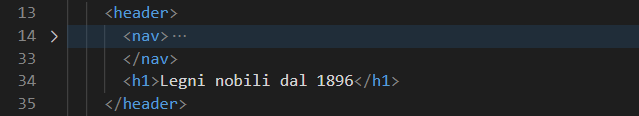 13 <header>
14 > <nav>···
33 </nav>
34 <h1>Legni nobili dal 1896</h1>
35 </header>